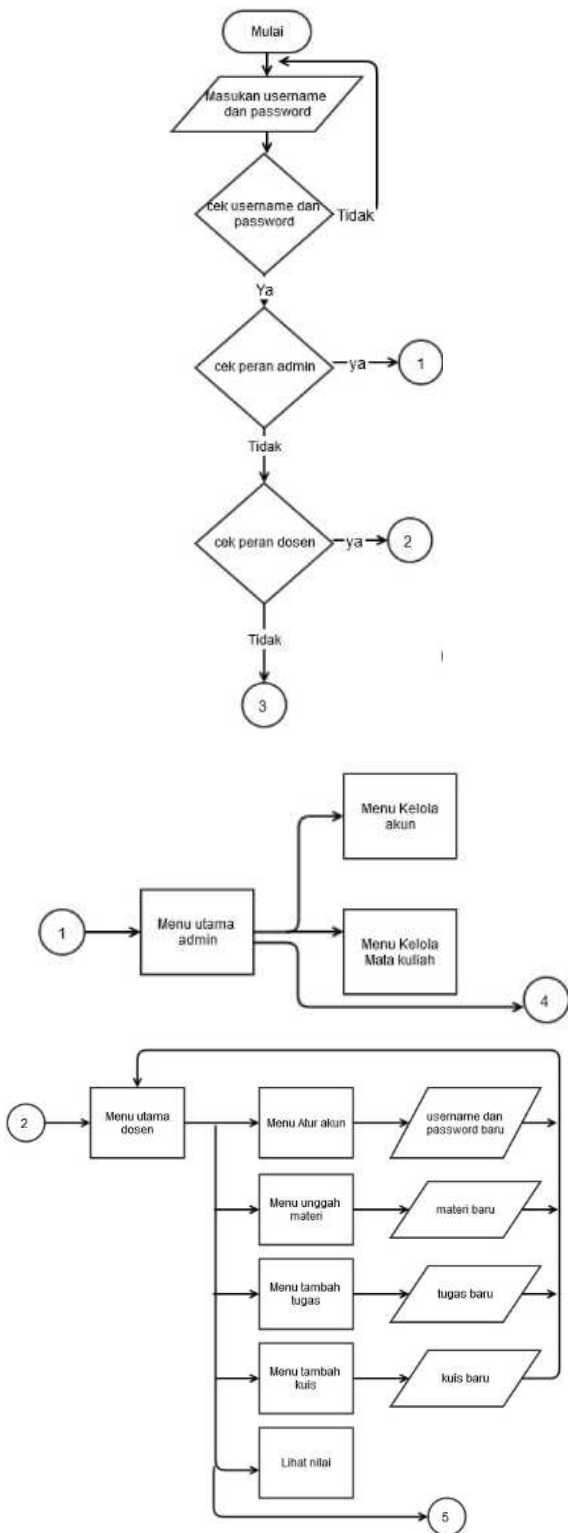 Mulai
Masukan username
dan password
cek username dan
password
Tidak
Ya
cek peran admin
ya
1
Tidak
cek peran dosen
ya
2
Tidak
3
Menu Kelola
akun
1
Menu utama
admin
Menu Kelola
Mata kuliah
4
2
Menu utama
dosen
Menu Atur akun
username dan
password baru
Menu unggah
materi
materi baru
Menu tambah
tugas
tugas baru
Menu tambah
kuis
kuis baru
Lihat nilai
5